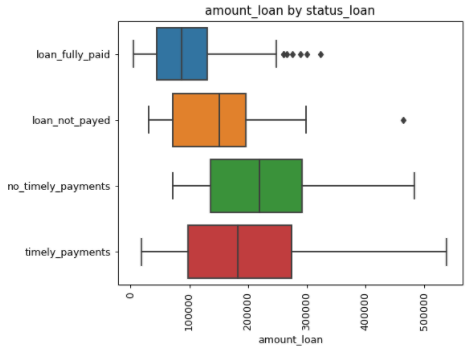 amount_loan by status_loan
loan_fully_paid
loan_not_payed
no_timely_payments
timely_payments
0
100000
200000
300000
400000
500000
amount_loan